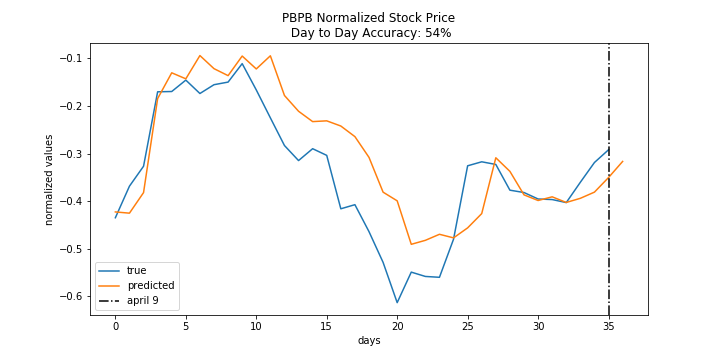 PBPB Normalized Stock Price
Day to Day Accuracy: 54%
normalized values
−0.1
−0.2
−0.3
−0.4
−0.5
−0.6
true
predicted
april 9
0 5 10 15 20 25 30 35
days